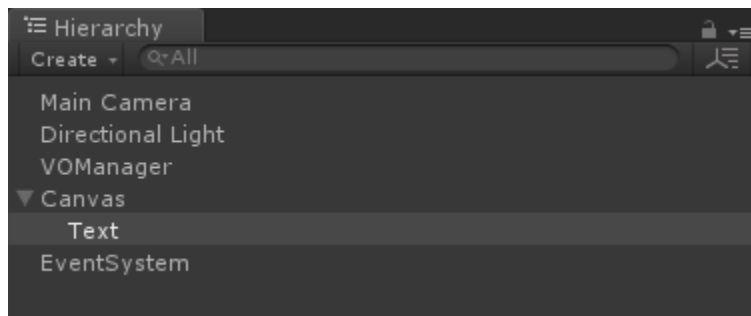 Hierarchy
Create All
Main Camera
Directional Light
VOManager
Canvas
Text
EventSystem